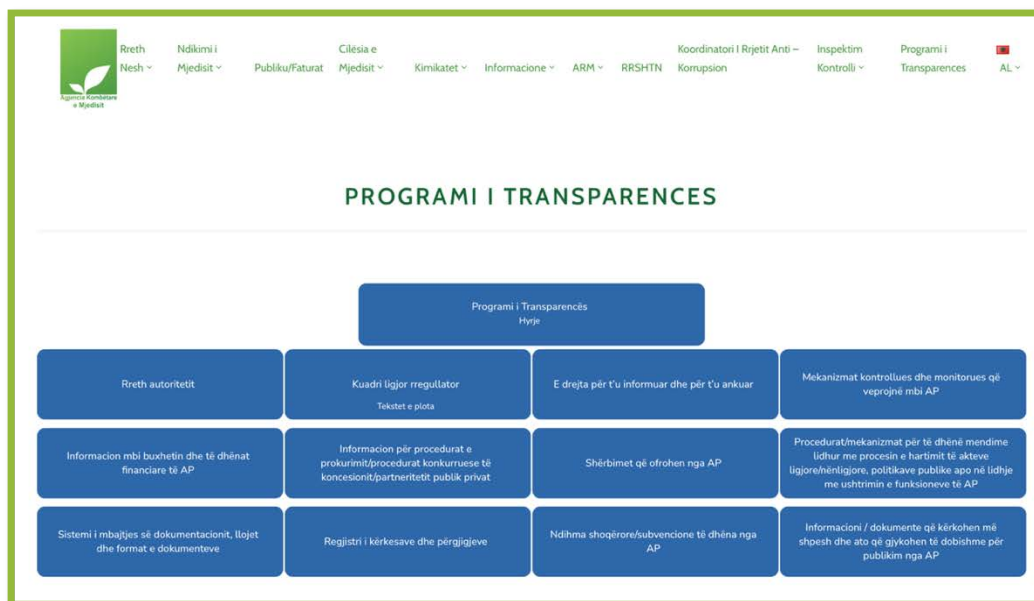 Agjencia Kombëtare
e Mjedisit
Rreth
Nesh
Ndikimi i
Mjedisit
Publiku/Faturat
Cilësia e
Mjedisit
Kimikatet
Informacione
ARM
RRSHTN
Koordinatori I Rrjetit Anti –
Korrupsion
Inspektim
Kontrolli
Programi i
Transparences
AL
PROGRAMI I TRANSPARENCES
Programi i Transparencës
Hyrje
Rreth autoritetit
Kuadri ligjor rregullator
Tekstet e plota
E drejta për t'u informuar dhe për t'u ankuar
Mekanizmat kontrollues dhe monitorues që
veprojnë mbi AP
Informacion mbi buxhetin dhe të dhënat
financiare të AP
Informacion për procedurat e
prokurimit/procedurat konkurruese të
koncesionit/partneritetit publik privat
Shërbimet që ofrohen nga AP
Procedurat/mekanizmat për të dhënë mendime
lidhur me procesin e hartimit të akteve
ligjore/nënligjore, politikave publike apo në lidhje
me ushtrimin e funksioneve të AP
Sistemi i mbajtjes së dokumentacionit, llojet
dhe format e dokumenteve
Regjistri i kërkesave dhe përgjigjeve
Ndihma shoqërore/subvencione të dhëna nga
AP
Informacioni / dokumente që kërkohen më
shpesh dhe ato që gjykohen të dobishme për
publikim nga AP